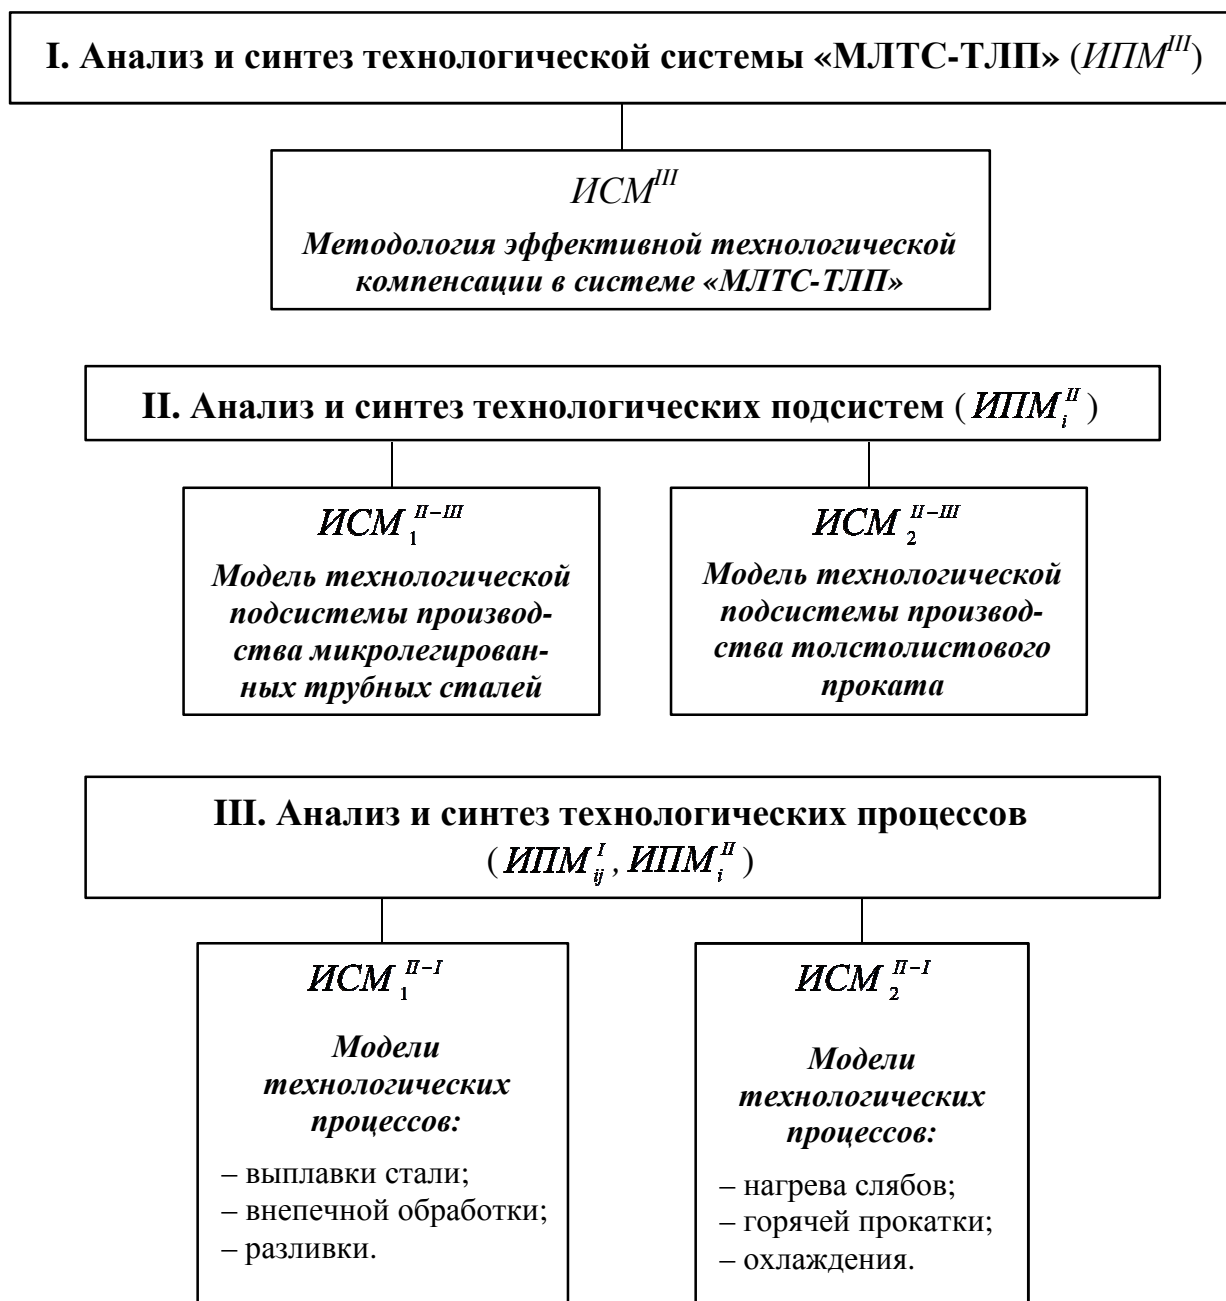 I. Анализ и синтез технологической системы «МЛТС-ТЛП» (ИПМ^III)
ИСМ^III
Методология эффективной технологической
компенсации в системе «МЛТС-ТЛП»
II. Анализ и синтез технологических подсистем (ИПМ_i^II)
ИСМ_1^II–III
Модель технологической
подсистемы производ-
ства микролегирован-
ных трубных сталей
ИСМ_2^II–III
Модель технологической
подсистемы производ-
ства толстолистового
проката
III. Анализ и синтез технологических процессов
(ИПМ_ij^I, ИПМ_i^II)
ИСМ_1^II–I
Модели
технологических
процессов:
– выплавки стали;
– внепечной обработки;
– разливки.
ИСМ_2^II–I
Модели
технологических
процессов:
– нагрева слябов;
– горячей прокатки;
– охлаждения.